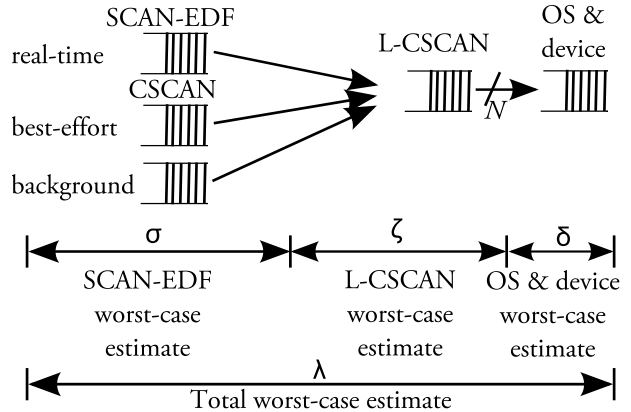 SCAN-EDF
real-time
CSCAN
best-effort
background
L-CSCAN
N
OS &
device
σ
ζ
δ
SCAN-EDF
worst-case
estimate
L-CSCAN
worst-case
estimate
OS & device
worst-case
estimate
λ
Total worst-case estimate